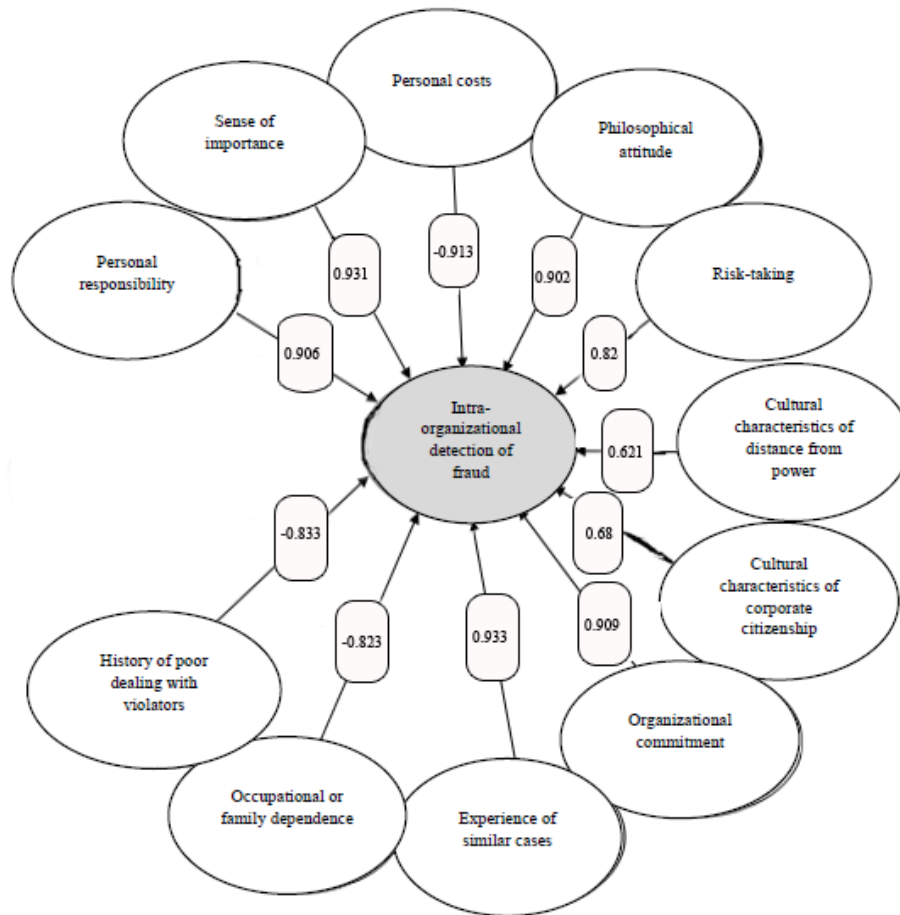 Personal costs
Sense of
importance
Philosophical
attitude
Personal
responsibility
Risk-taking
-0.913
0.931
0.902
0.906
0.82
Intra-
organizational
detection of
fraud
Cultural
characteristics of
distance from
power
0.621
0.68
-0.833
Cultural
characteristics of
corporate
citizenship
0.909
0.933
-0.823
History of poor
dealing with
violators
Organizational
commitment
Occupational or
family dependence
Experience of
similar cases